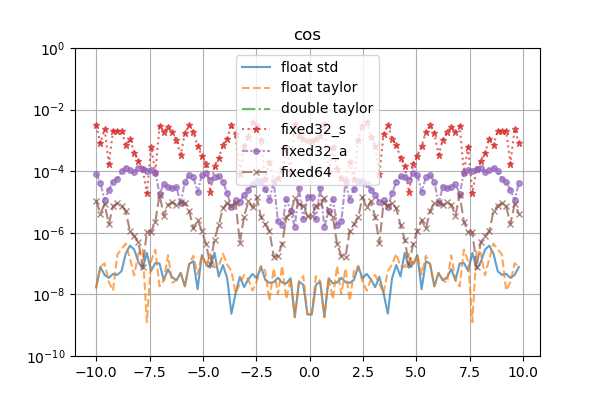 cos
10^0
10^−2
10^−4
10^−6
10^−8
10^−10
float std
float taylor
double taylor
fixed32_s
fixed32_a
fixed64
−10.0 −7.5 −5.0 −2.5 0.0 2.5 5.0 7.5 10.0